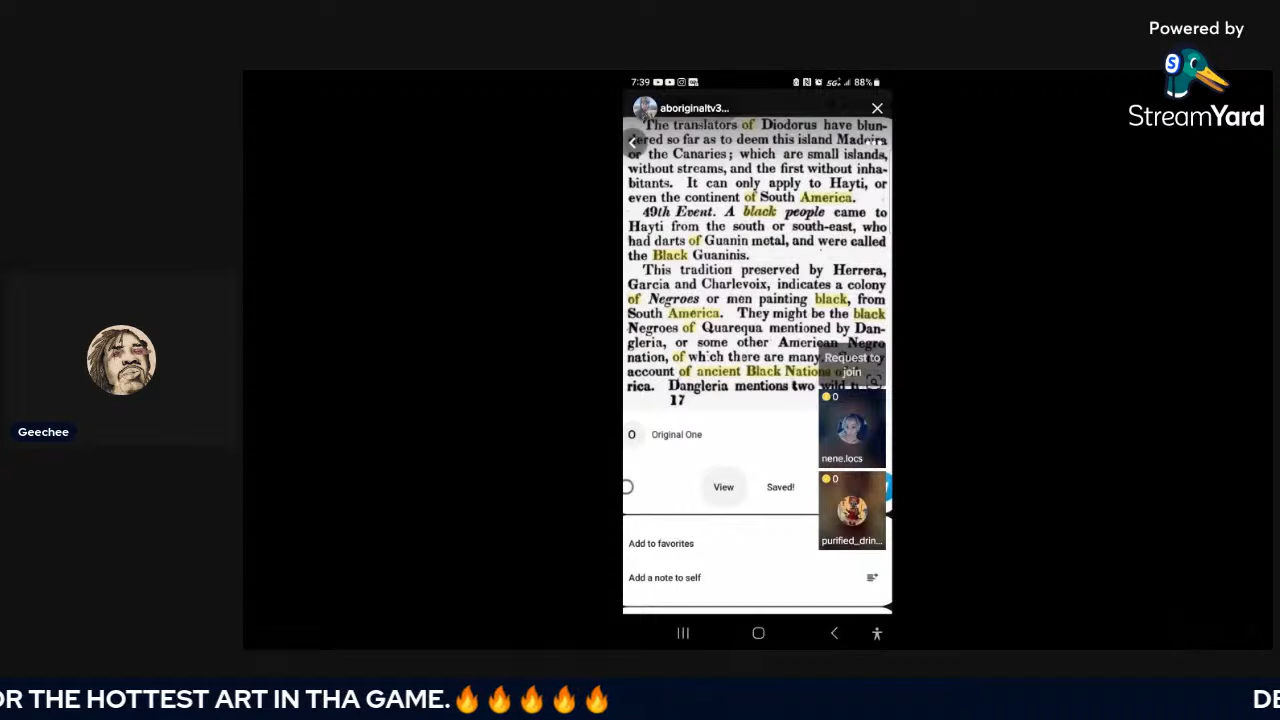 Powered by
StreamYard
7:39
5G
88%
aboriginaltv3...
The translators of Diodorus have blun-
dered so far as to deem this island Madeira
or the Canaries; which are small islands,
without streams, and the first without inha-
bitants. It can only apply to Hayti, or
even the continent of South America.
49th Event. A black people came to
Hayti from the south or south-east, who
had darts of Guanin metal, and were called
the Black Guaninis.
This tradition preserved by Herrera,
Garcia and Charlevoix, indicates a colony
of Negroes or men painting black, from
South America. They might be the black
Negroes of Quarequa mentioned by Dan-
gleria, or some other American Negro
nation, of which there are many
account of ancient Black Nations
rica. Dangleria mentions two wild
17
Request to
join
0
nene.locs
0
purified_drin...
O Original One
View Saved!
Add to favorites
Add a note to self
Geechee
OR THE HOTTEST ART IN THA GAME.🔥🔥🔥🔥🔥
DE